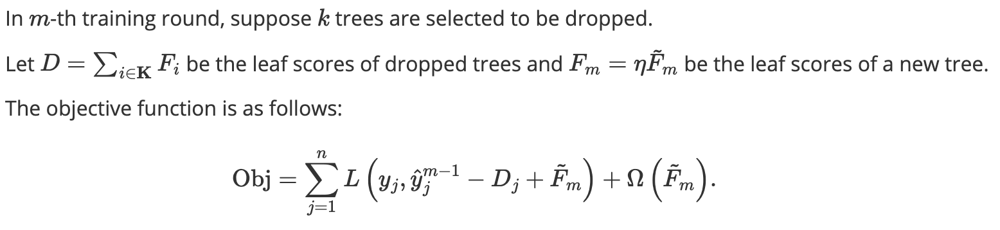 In $m$-th training round, suppose $k$ trees are selected to be dropped.
Let $D = \sum_{i \in \mathbf{K}} F_i$ be the leaf scores of dropped trees and $F_m = \eta \tilde{F}_m$ be the leaf scores of a new tree.
The objective function is as follows:
$$\mathrm{Obj} = \sum_{j=1}^{n} L \left( y_j, \hat{y}_j^{m-1} - D_j + \tilde{F}_m \right) + \Omega \left( \tilde{F}_m \right).$$